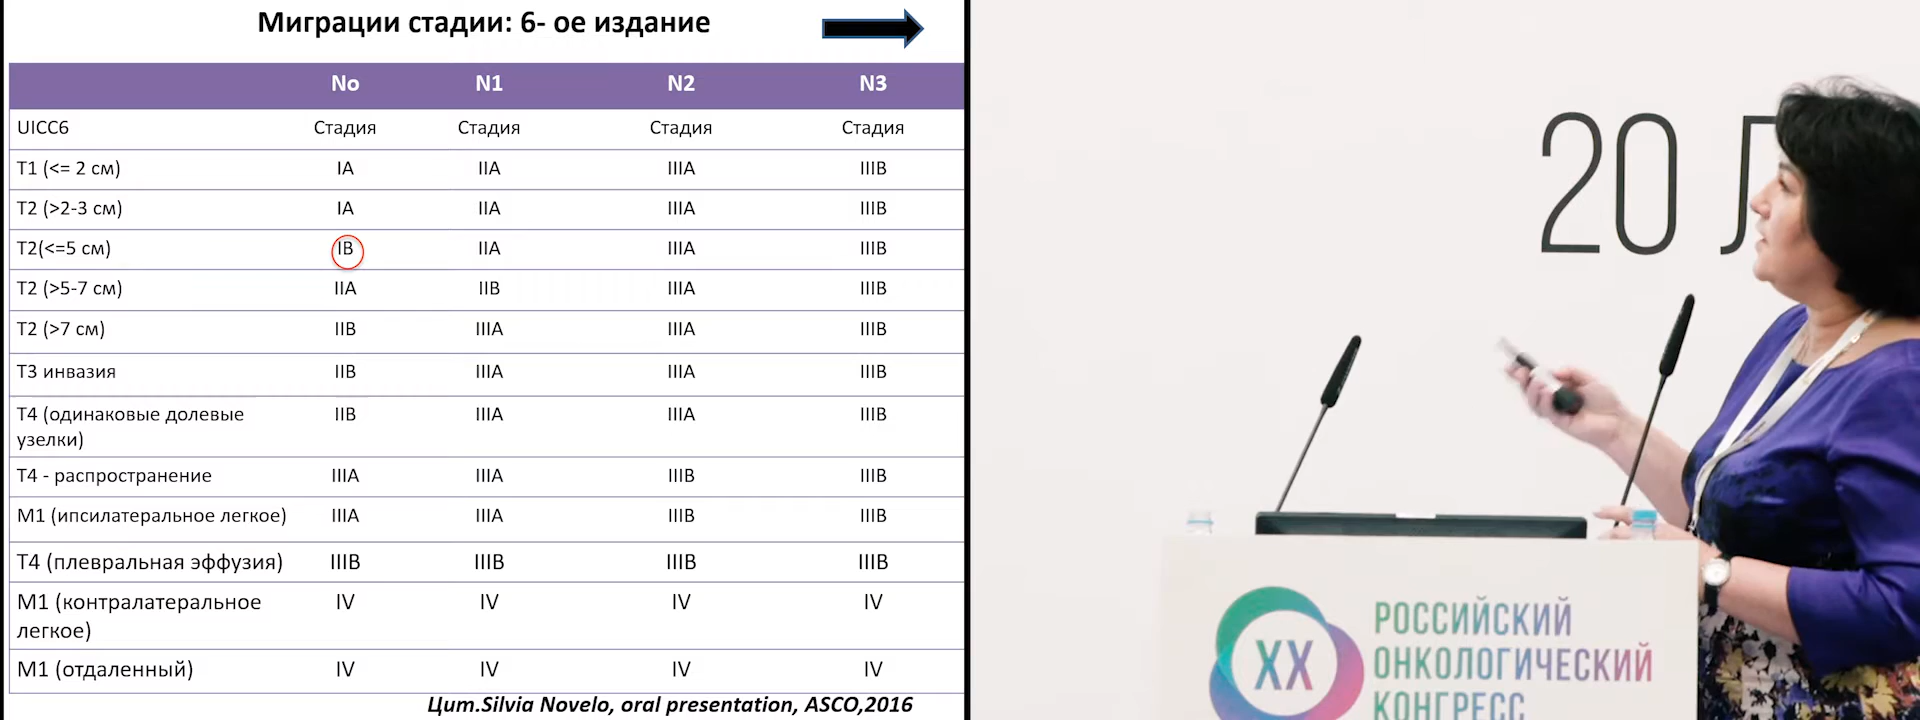 Миграции стадии: 6- ое издание
No N1 N2 N3
UICC6 Стадия Стадия Стадия Стадия
T1 (<= 2 см) IA IIA IIIA IIIB
T2 (>2-3 см) IA IIA IIIA IIIB
T2(<=5 см) IB IIA IIIA IIIB
T2 (>5-7 см) IIA IIB IIIA IIIB
T2 (>7 см) IIB IIIA IIIA IIIB
T3 инвазия IIB IIIA IIIA IIIB
T4 (одинаковые долевые IIB IIIA IIIA IIIB
узелки)
T4 - распространение IIIA IIIA IIIB IIIB
M1 (ипсилатеральное легкое) IIIA IIIA IIIB IIIB
T4 (плевральная эффузия) IIIB IIIB IIIB IIIB
M1 (контралатеральное IV IV IV IV
легкое)
M1 (отдаленный) IV IV IV IV
Цит.Silvia Novelo, oral presentation, ASCO,2016
20 Л
XX
РОССИЙСКИЙ
ОНКОЛОГИЧЕСКИЙ
КОНГРЕСС